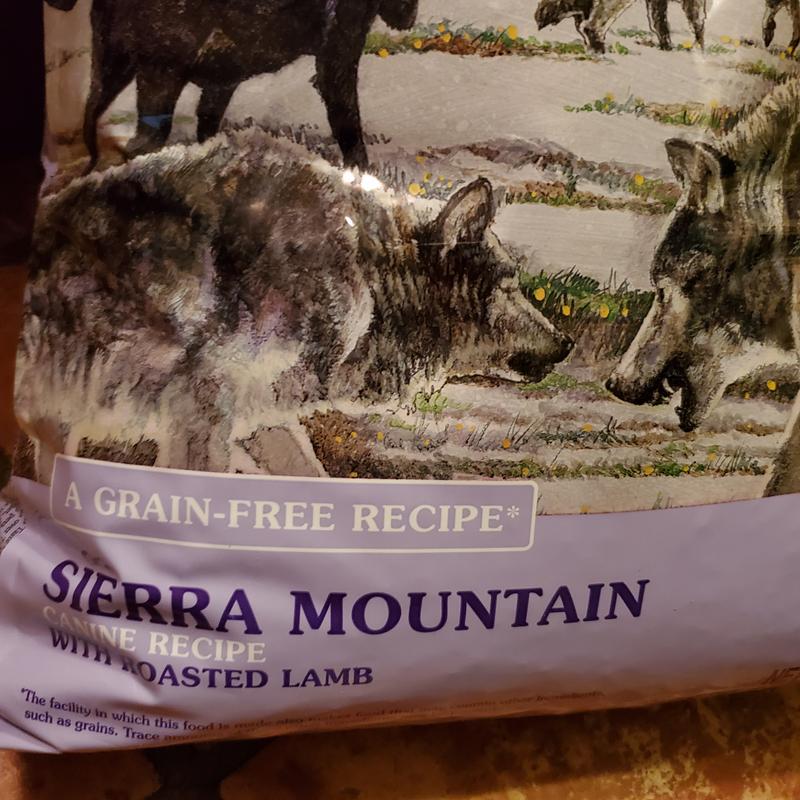 A GRAIN-FREE RECIPE*
SIERRA MOUNTAIN
CANINE RECIPE
WITH ROASTED LAMB
*The facility in which this food is made also makes food that may contain other ingredients,
such as grains. Trace
NET